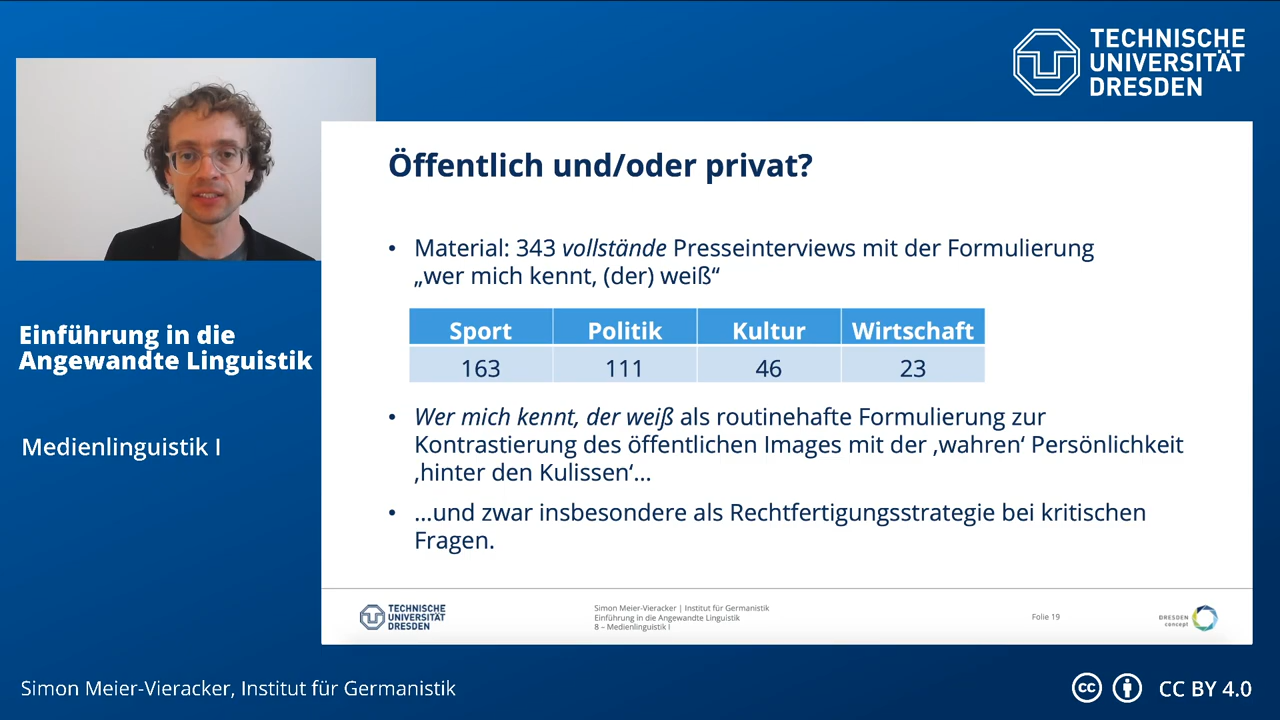 TECHNISCHE
UNIVERSITÄT
DRESDEN
Öffentlich und/oder privat?
• Material: 343 vollstände Presseinterviews mit der Formulierung
„wer mich kennt, (der) weiß“
Sport Politik Kultur Wirtschaft
163 111 46 23
• Wer mich kennt, der weiß als routinehafte Formulierung zur
Kontrastierung des öffentlichen Images mit der ‚wahren‘ Persönlichkeit
‚hinter den Kulissen‘…
• …und zwar insbesondere als Rechtfertigungsstrategie bei kritischen
Fragen.
Einführung in die
Angewandte Linguistik
Medienlinguistik I
TECHNISCHE
UNIVERSITÄT
DRESDEN
Simon Meier-Vieracker | Institut für Germanistik
Einführung in die Angewandte Linguistik
8 – Medienlinguistik I
Folie 19
DRESDEN
concept
Simon Meier-Vieracker, Institut für Germanistik
cc
CC BY 4.0